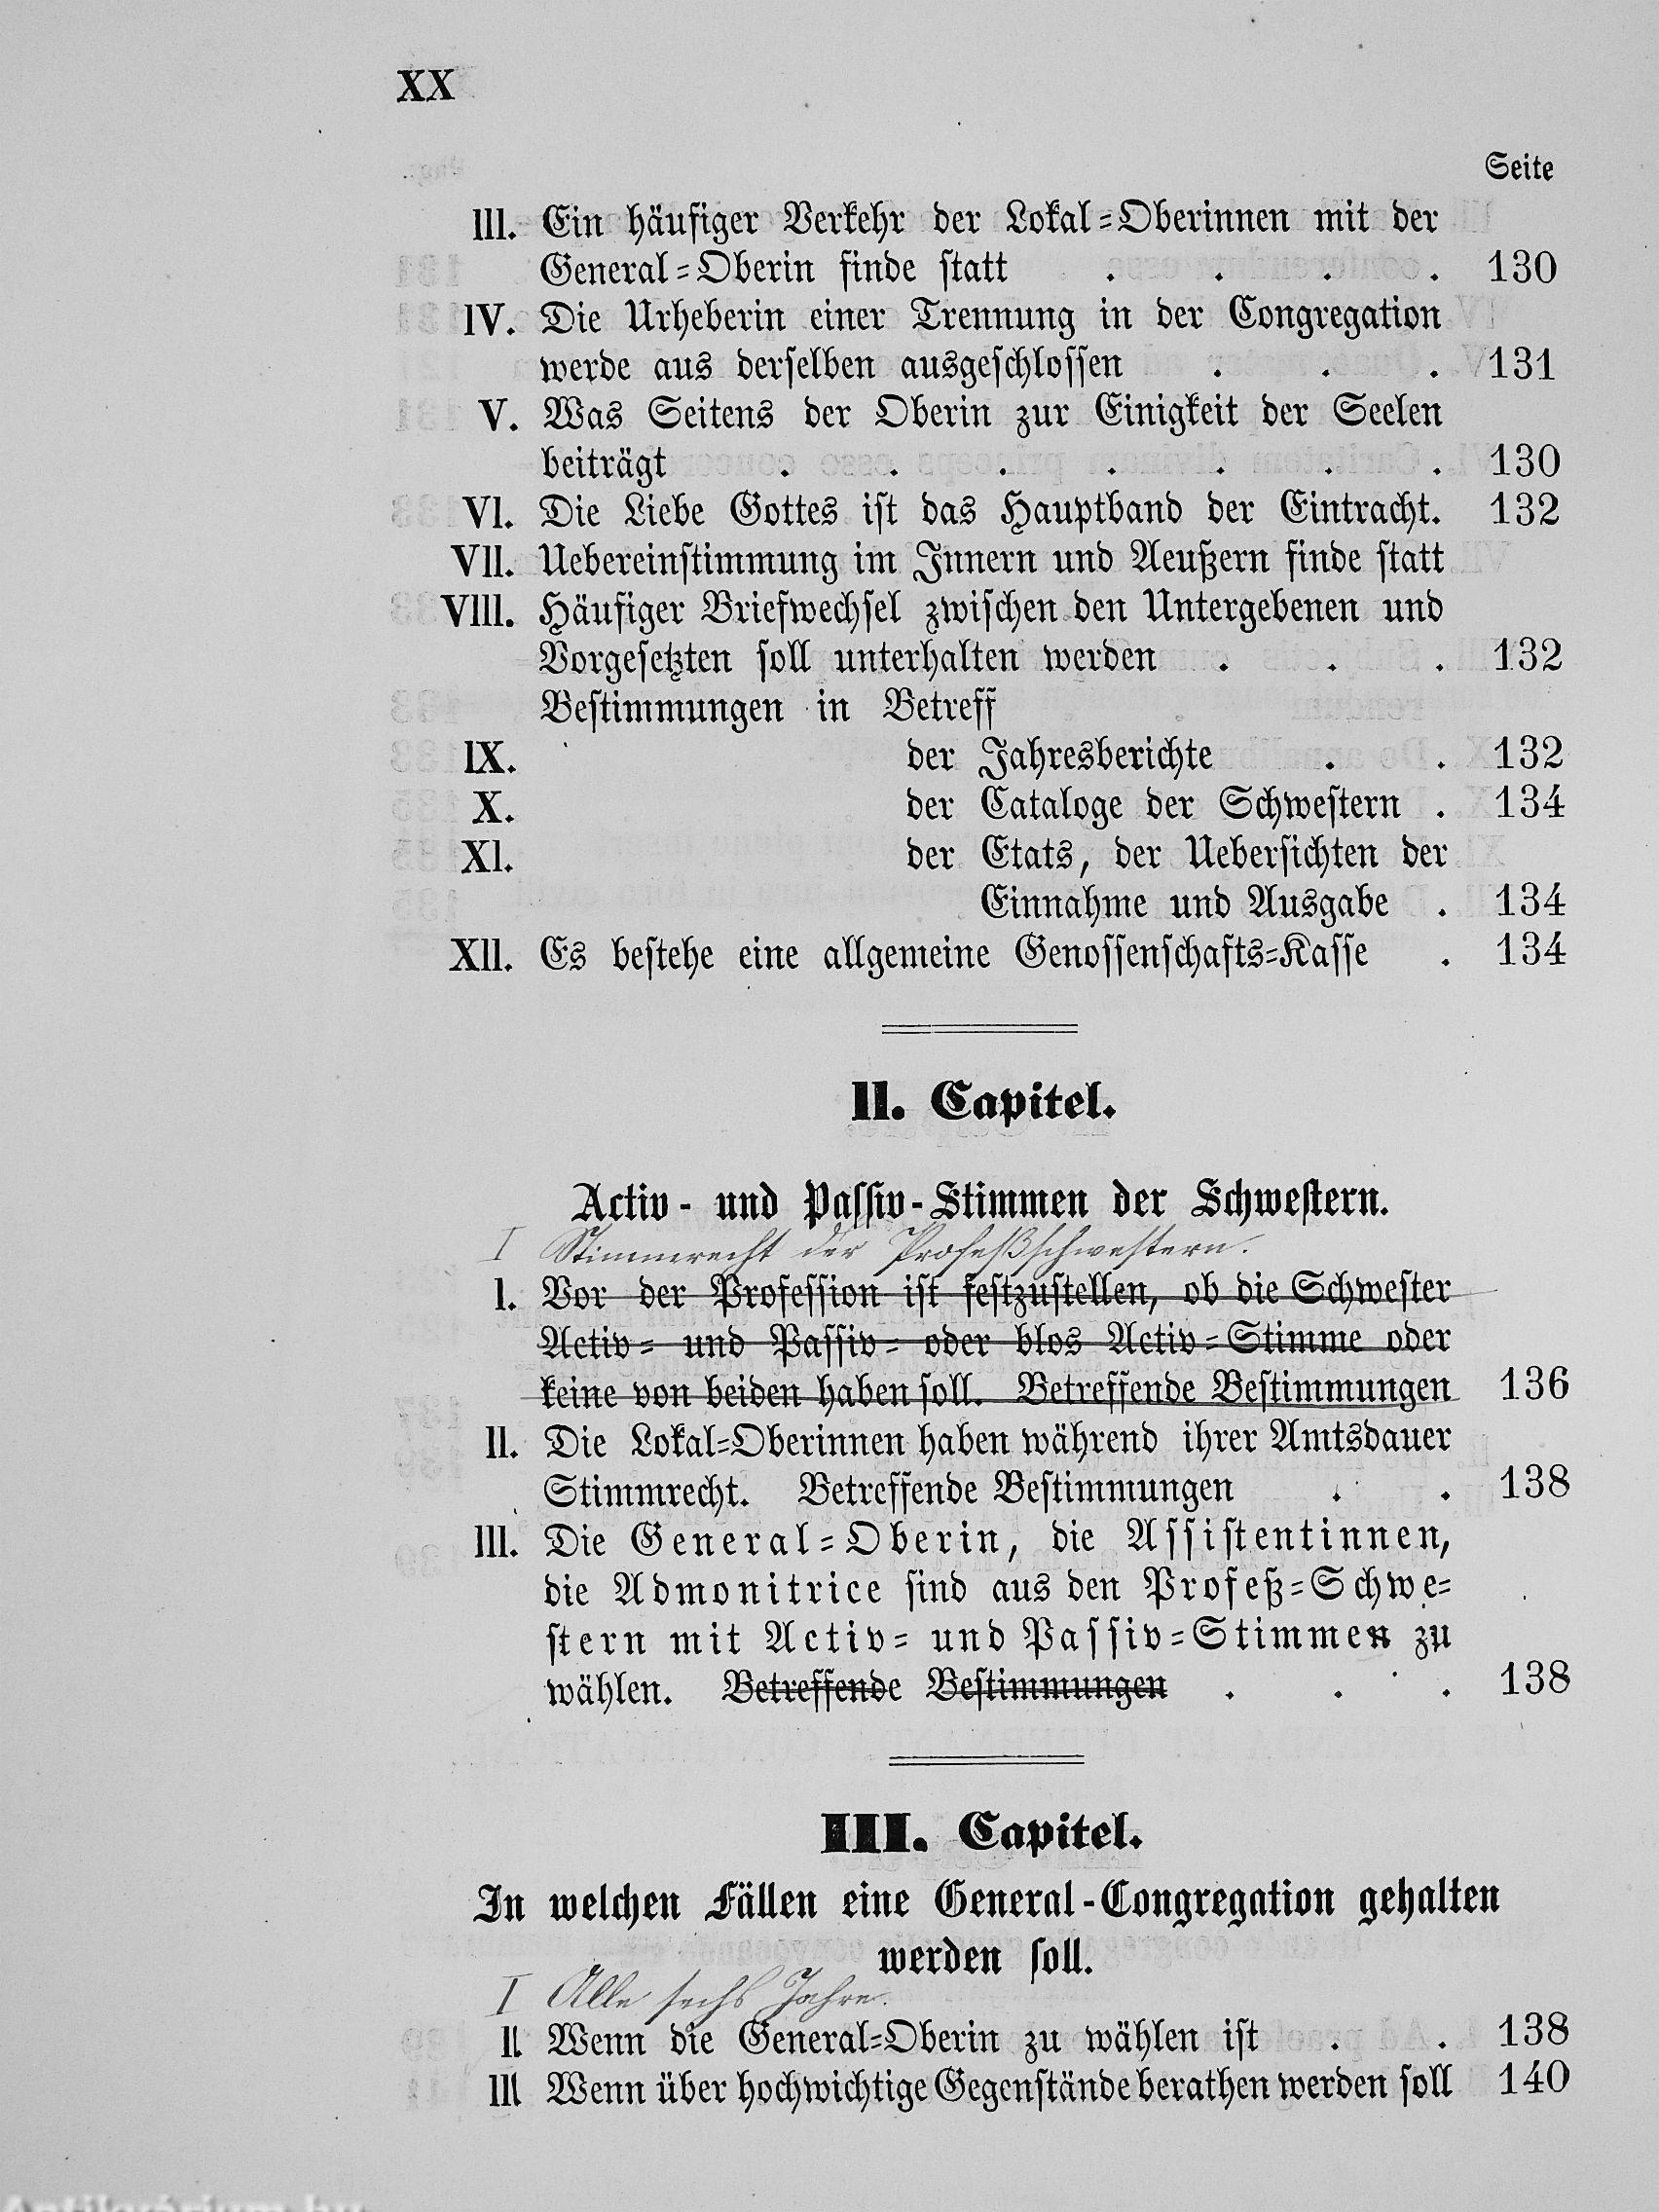 XX
Seite
III. Ein häufiger Verkehr der Lokal=Oberinnen mit der
General=Oberin finde statt . . . . 130
IV. Die Urheberin einer Trennung in der Congregation
werde aus derselben ausgeschlossen . . . 131
V. Was Seitens der Oberin zur Einigkeit der Seelen
beiträgt . . . . . . . 130
VI. Die Liebe Gottes ist das Hauptband der Eintracht. 132
VII. Uebereinstimmung im Innern und Aeußern finde statt
VIII. Häufiger Briefwechsel zwischen den Untergebenen und
Vorgesetzten soll unterhalten werden . . . 132
Bestimmungen in Betreff
IX. der Jahresberichte . . 132
X. der Cataloge der Schwestern . 134
XI. der Etats, der Uebersichten der
Einnahme und Ausgabe . 134
XII. Es bestehe eine allgemeine Genossenschafts=Kasse . 134
II. Capitel.
Activ- und Passiv-Stimmen der Schwestern.
I Stimmrecht der Profeßschwestern.
I. Vor der Profession ist festzustellen, ob die Schwester
Activ= und Passiv= oder blos Activ=Stimme oder
keine von beiden haben soll. Betreffende Bestimmungen 136
II. Die Lokal=Oberinnen haben während ihrer Amtsdauer
Stimmrecht. Betreffende Bestimmungen . . 138
III. Die General=Oberin, die Assistentinnen,
die Admonitrice sind aus den Profeß=Schwe=
stern mit Activ= und Passiv=Stimmen zu
wählen. Betreffende Bestimmungen . . . 138
III. Capitel.
In welchen Fällen eine General-Congregation gehalten
werden soll.
I Alle sechs Jahre.
II Wenn die General=Oberin zu wählen ist . . 138
III Wenn über hochwichtige Gegenstände berathen werden soll 140